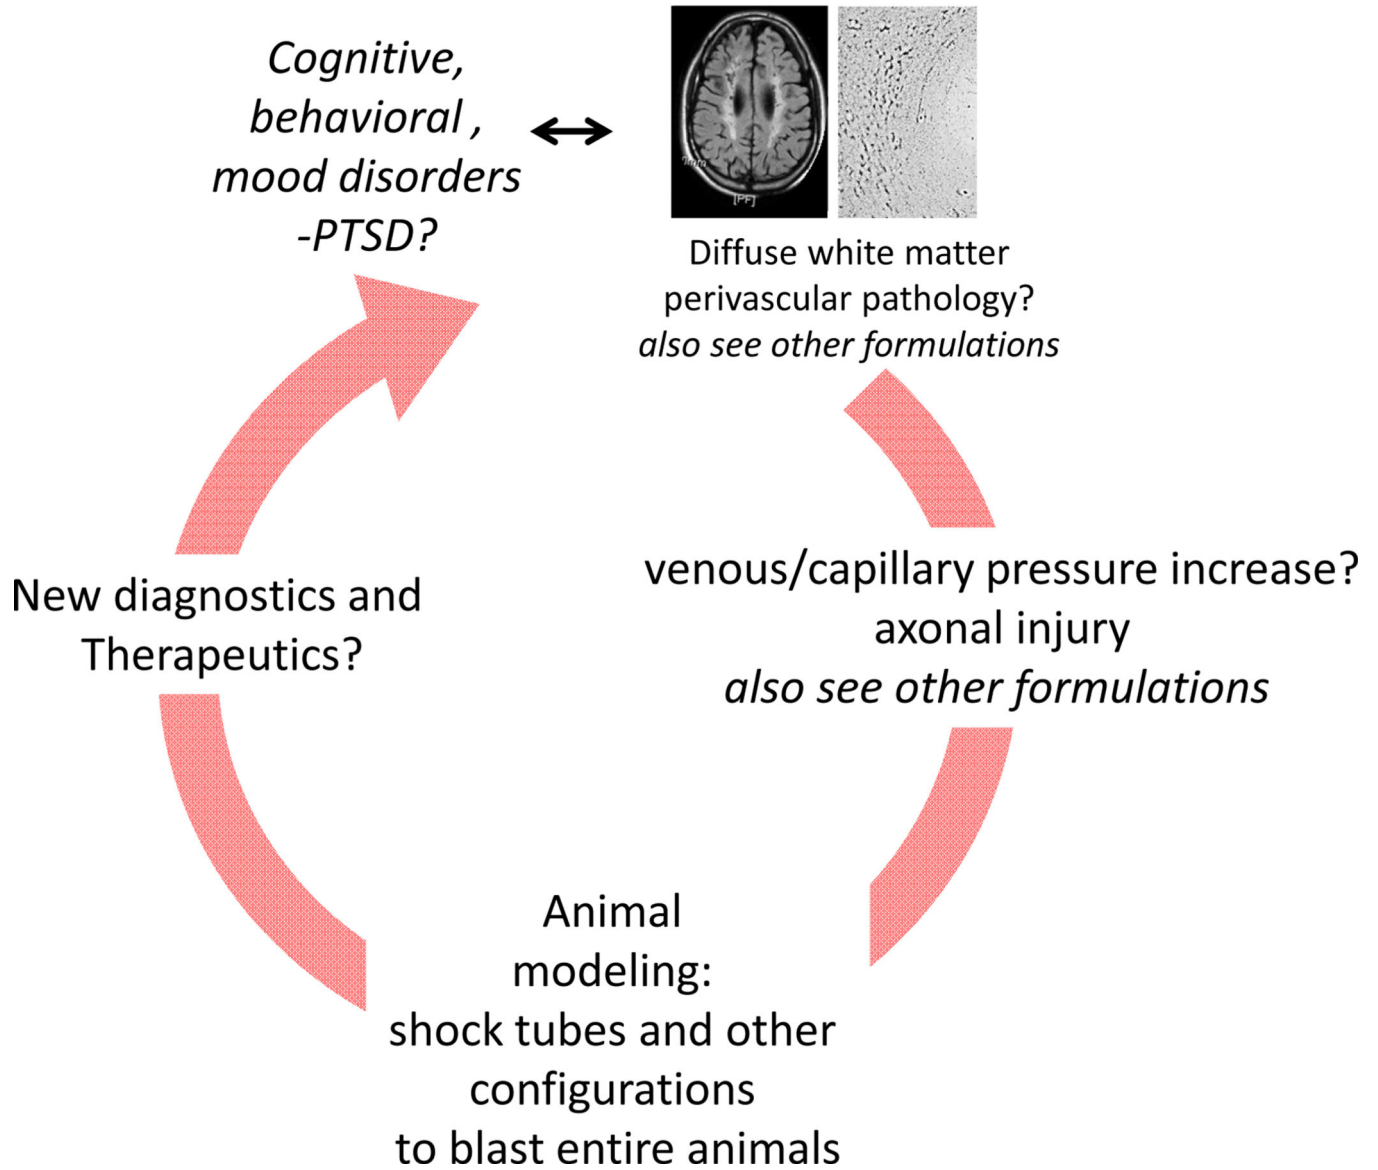 Cognitive,
behavioral ,
mood disorders
-PTSD?
[PF]
Diffuse white matter
perivascular pathology?
also see other formulations
venous/capillary pressure increase?
axonal injury
also see other formulations
Animal
modeling:
shock tubes and other
configurations
to blast entire animals
New diagnostics and
Therapeutics?